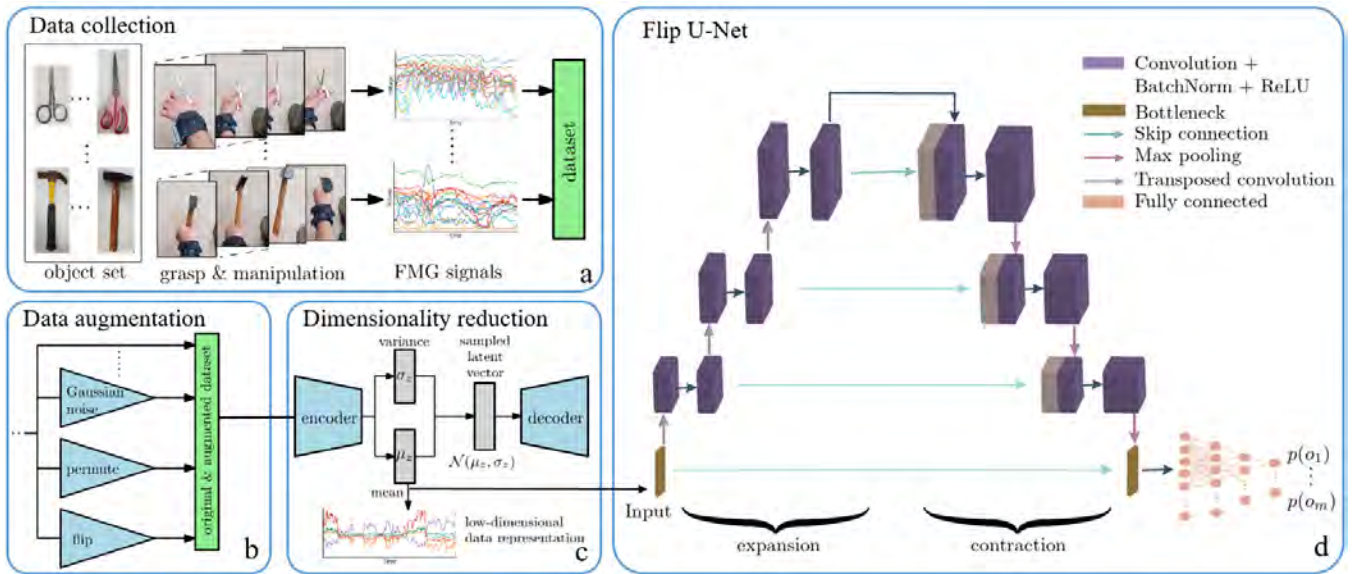 Data collection
object set
grasp & manipulation
FMG signals
dataset
a
Data augmentation
Gaussian
noise
permute
flip
original & augmented dataset
b
Dimensionality reduction
variance
sampled
latent
vector
encoder
σz
μz
mean
N(μz, σz)
decoder
low-dimensional
data representation
c
Flip U-Net
Convolution +
BatchNorm + ReLU
Bottleneck
Skip connection
Max pooling
Transposed convolution
Fully connected
Input
expansion
contraction
p(o1)
p(om)
d